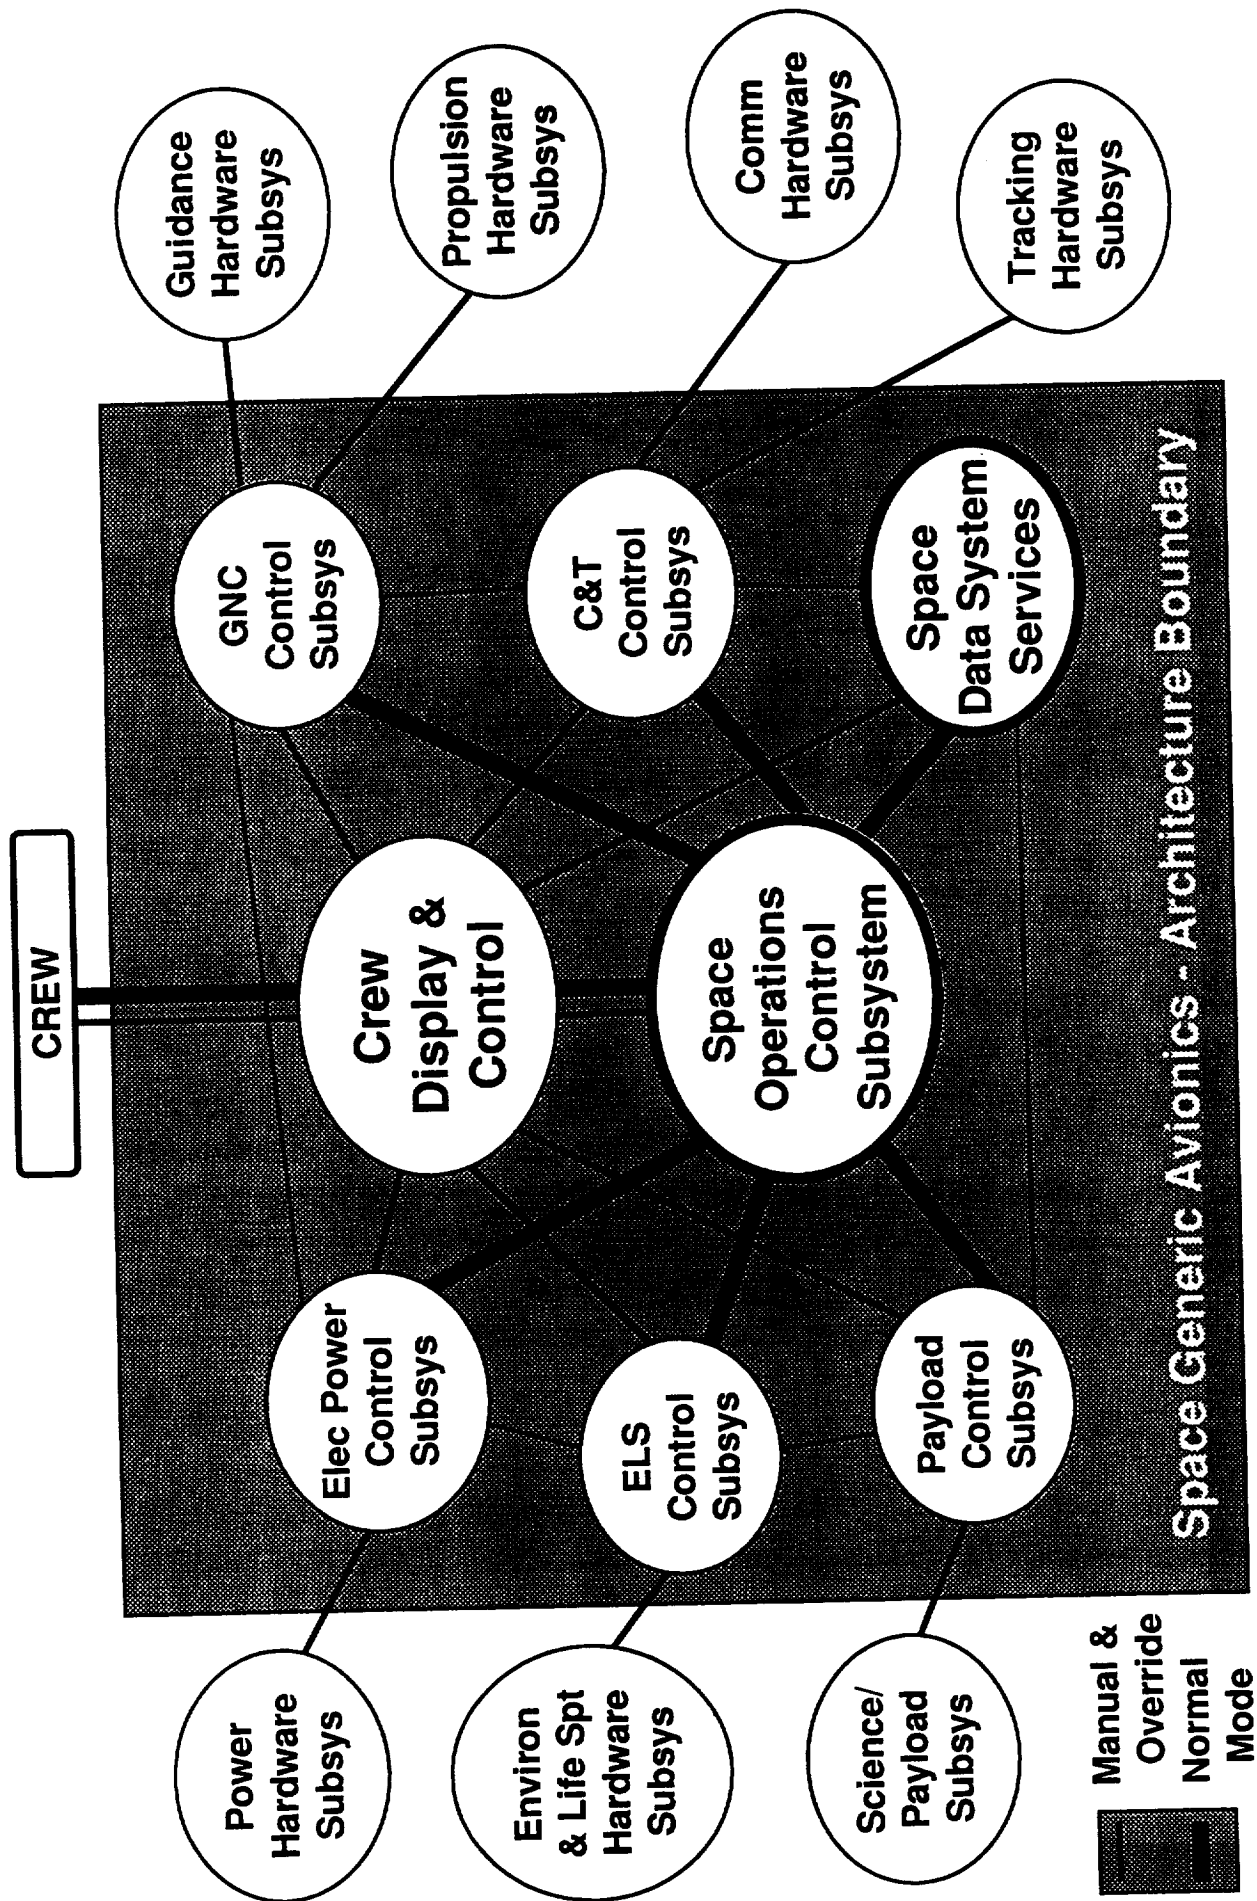 CREW
Power
Hardware
Subsys
Elec Power
Control
Subsys
Crew
Display &
Control
GNC
Control
Subsys
Guidance
Hardware
Subsys
Propulsion
Hardware
Subsys
Environ
& Life Spt
Hardware
Subsys
ELS
Control
Subsys
Space
Operations
Control
Subsystem
C&T
Control
Subsys
Comm
Hardware
Subsys
Science/
Payload
Subsys
Payload
Control
Subsys
Space
Data System
Services
Tracking
Hardware
Subsys
Manual &
Override
Normal
Mode
Space Generic Avionics - Architecture Boundary